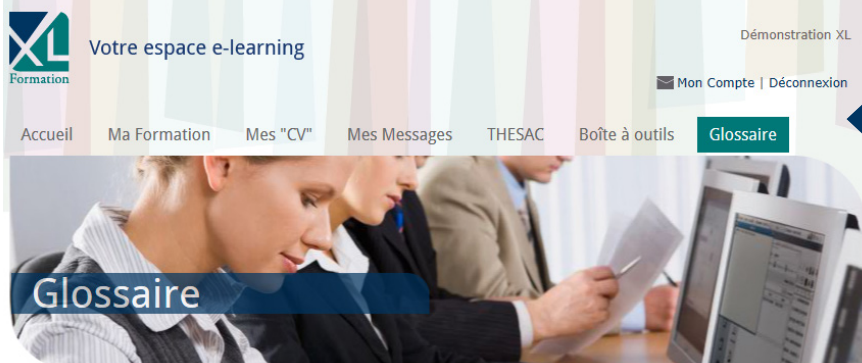 XL
Formation
Votre espace e-learning
Démonstration XL
Mon Compte | Déconnexion
Accueil Ma Formation Mes "CV" Mes Messages THESAC Boîte à outils Glossaire
Glossaire